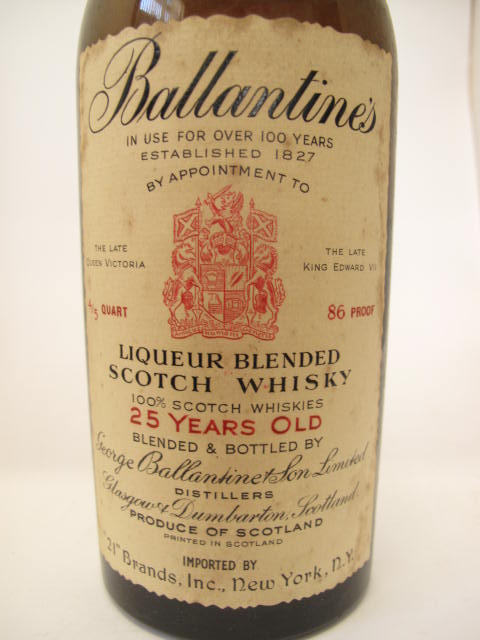 Ballantine's
IN USE FOR OVER 100 YEARS
ESTABLISHED 1827
BY APPOINTMENT TO
THE LATE
QUEEN VICTORIA
THE LATE
KING EDWARD VII
4/5 QUART
86 PROOF
LIQUEUR BLENDED
SCOTCH WHISKY
100% SCOTCH WHISKIES
25 YEARS OLD
BLENDED & BOTTLED BY
George Ballantine & Son Limited
DISTILLERS
Glasgow & Dumbarton, Scotland.
PRODUCE OF SCOTLAND
PRINTED IN SCOTLAND
IMPORTED BY
"21" Brands, Inc., New York, N.Y.